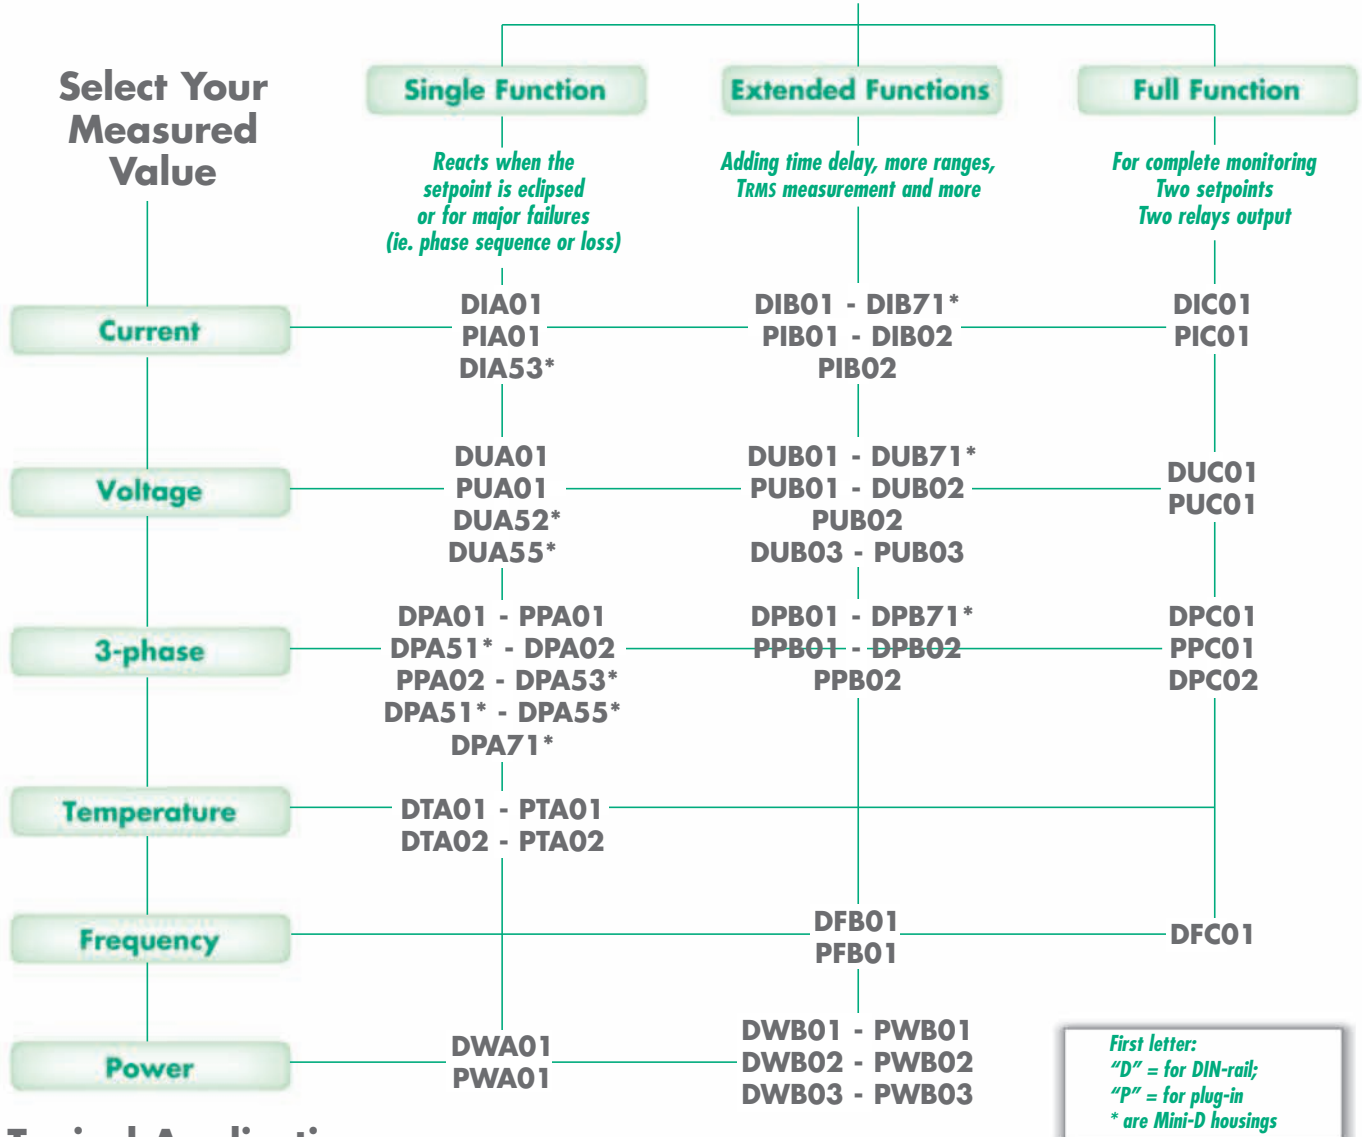 Select Your
Measured
Value
Single Function
Extended Functions
Full Function
Reacts when the
setpoint is eclipsed
or for major failures
(ie. phase sequence or loss)
Adding time delay, more ranges,
TRMS measurement and more
For complete monitoring
Two setpoints
Two relays output
Current
DIA01
PIA01
DIA53*
DIB01 - DIB71*
PIB01 - DIB02
PIB02
DIC01
PIC01
Voltage
DUA01
PUA01
DUA52*
DUA55*
DUB01 - DUB71*
PUB01 - DUB02
PUB02
DUB03 - PUB03
DUC01
PUC01
3-phase
DPA01 - PPA01
DPA51* - DPA02
PPA02 - DPA53*
DPA51* - DPA55*
DPA71*
DPB01 - DPB71*
PPB01 - DPB02
PPB02
DPC01
PPC01
DPC02
Temperature
DTA01 - PTA01
DTA02 - PTA02
Frequency
DFB01
PFB01
DFC01
Power
DWA01
PWA01
DWB01 - PWB01
DWB02 - PWB02
DWB03 - PWB03
First letter:
“D” = for DIN-rail;
“P” = for plug-in
* are Mini-D housings